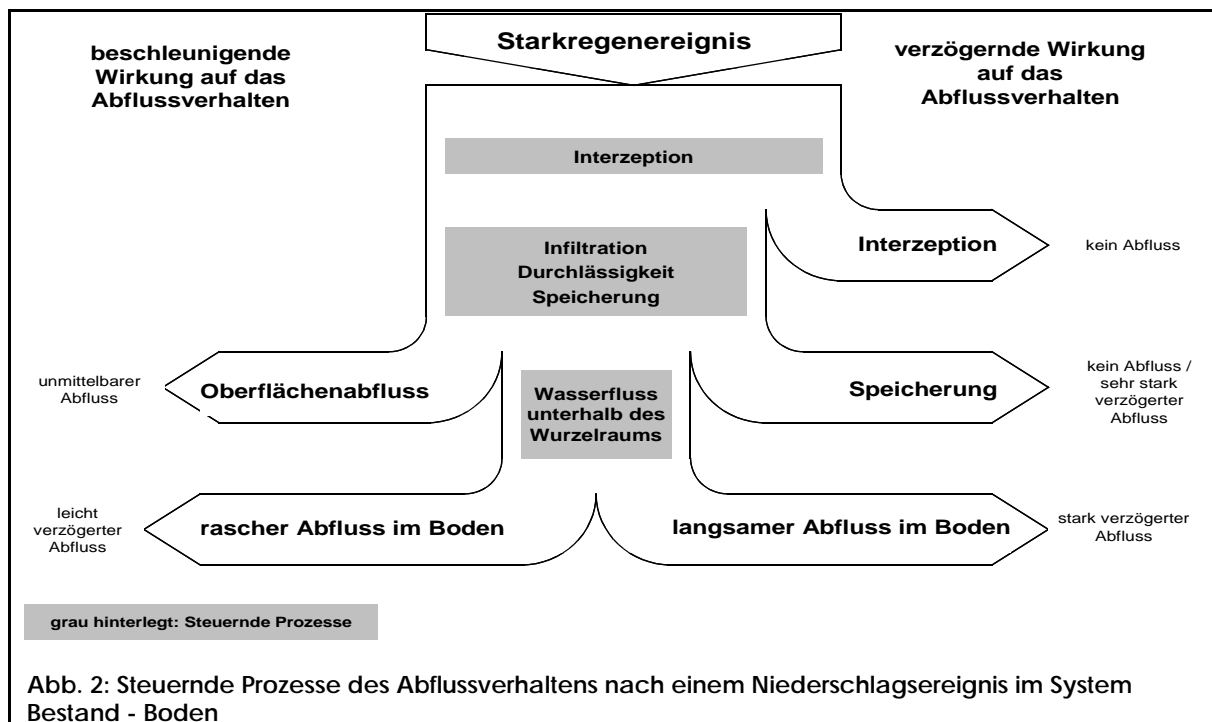 beschleunigende
Wirkung auf das
Abflussverhalten
Starkregenereignis
verzögernde Wirkung
auf das
Abflussverhalten
Interzeption
Infiltration
Durchlässigkeit
Speicherung
Interzeption
kein Abfluss
unmittelbarer
Abfluss
Oberflächenabfluss
Wasserfluss
unterhalb des
Wurzelraums
Speicherung
kein Abfluss /
sehr stark
verzögerter
Abfluss
leicht
verzögerter
Abfluss
rascher Abfluss im Boden
langsamer Abfluss im Boden
stark verzögerter
Abfluss
grau hinterlegt: Steuernde Prozesse
Abb. 2: Steuernde Prozesse des Abflussverhaltens nach einem Niederschlagsereignis im System
Bestand - Boden